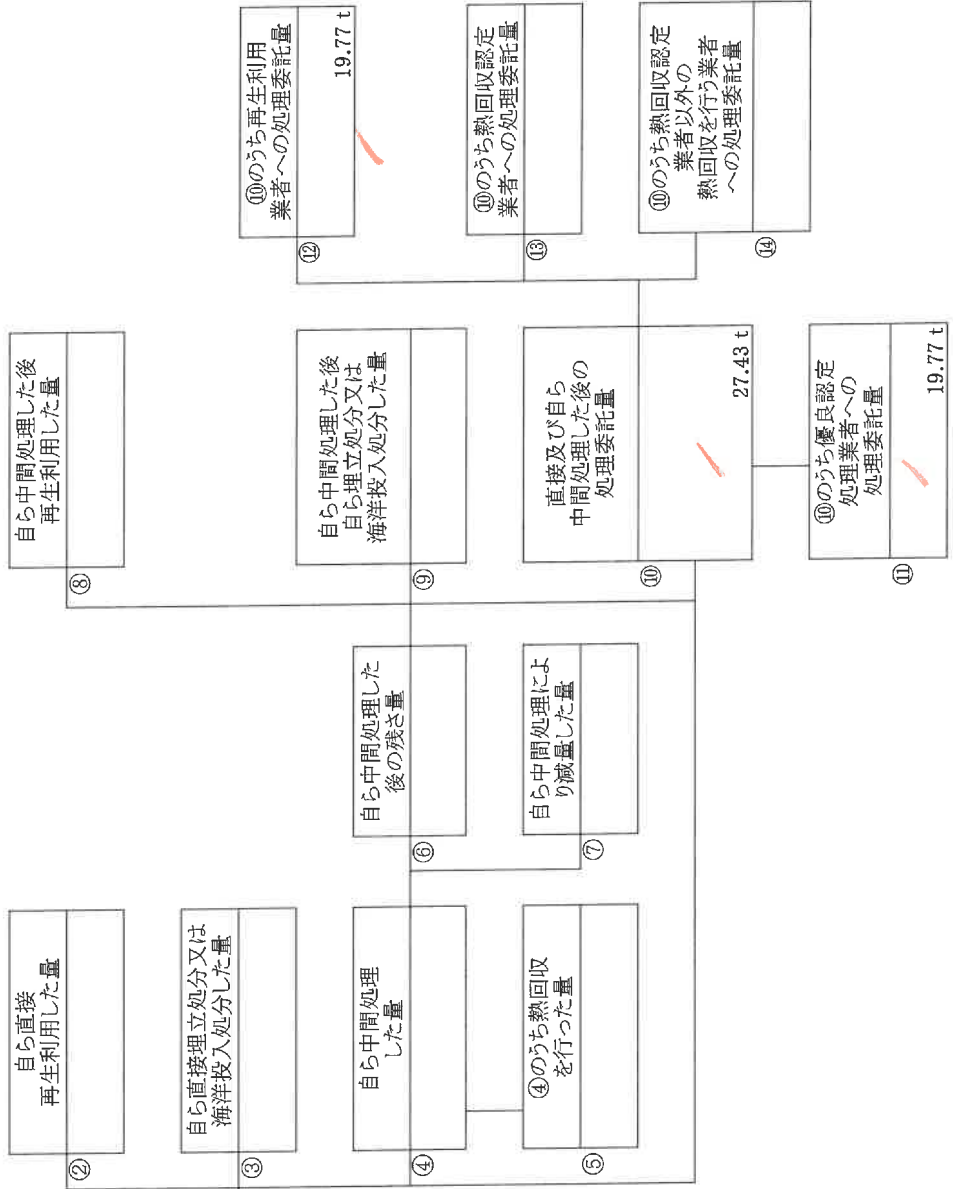 ②
自ら直接
再生利用した量
③
自ら直接埋立処分又は
海洋投入処分した量
④
自ら中間処理
した量
⑤
④のうち熱回収
を行った量
⑥
自ら中間処理した
後の残さ量
⑦
自ら中間処理によ
り減量した量
⑧
自ら中間処理した後
再生利用した量
⑨
自ら中間処理した後
自ら埋立処分又は
海洋投入処分した量
⑩
直接及び自ら
中間処理した後の
処理委託量
27.43 t
⑪
⑩のうち優良認定
処理業者への
処理委託量
19.77 t
⑫
⑩のうち再生利用
業者への処理委託量
19.77 t
⑬
⑩のうち熱回収認定
業者への処理委託量
⑭
⑩のうち熱回収認定
業者以外の
熱回収を行う業者
への処理委託量